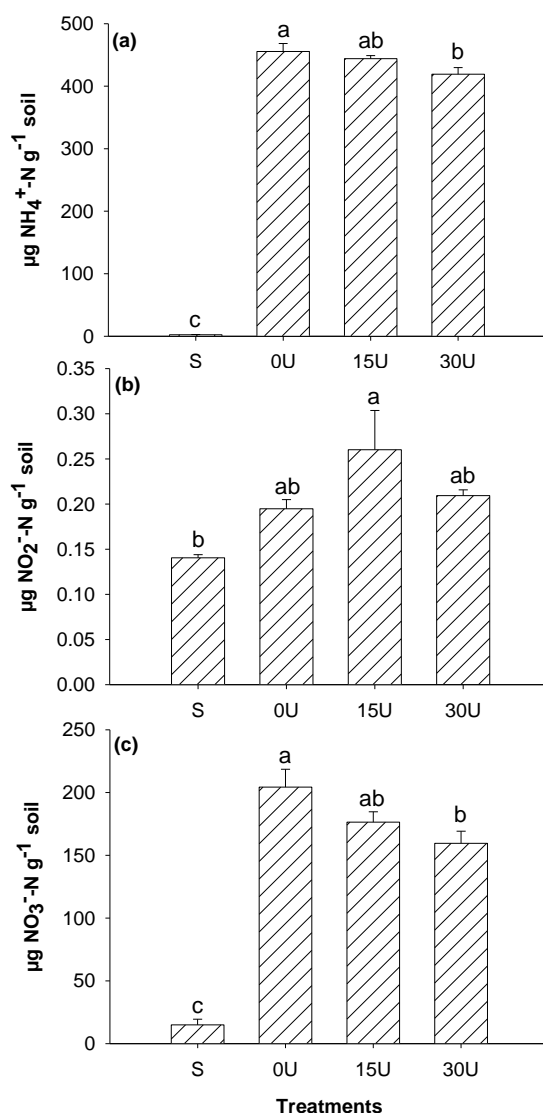 (a)
µg NH₄⁺-N g⁻¹ soil
500
400
300
200
100
0
c
a
ab
b
S 0U 15U 30U
(b)
µg NO₂⁻-N g⁻¹ soil
0.35
0.30
0.25
0.20
0.15
0.10
0.05
0.00
b
ab
a
ab
S 0U 15U 30U
(c)
µg NO₃⁻-N g⁻¹ soil
250
200
150
100
50
0
c
a
ab
b
S 0U 15U 30U
Treatments